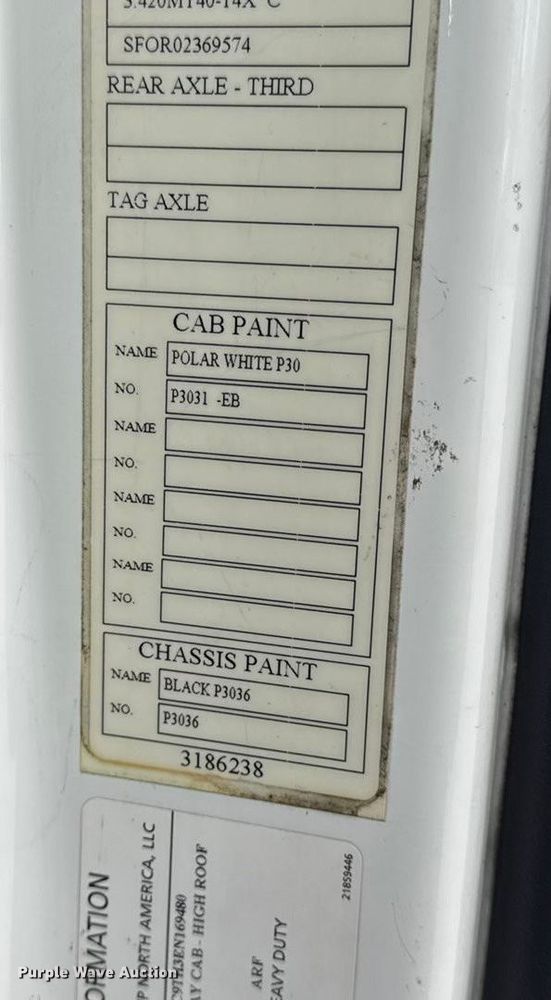 SFOR02369574
REAR AXLE - THIRD
TAG AXLE
CAB PAINT
NAME POLAR WHITE P30
NO. P3031 -EB
NAME
NO.
NAME
NO.
NAME
NO.
CHASSIS PAINT
NAME BLACK P3036
NO. P3036
3186238
ORMATION
P NORTH AMERICA, LLC
13EN169480
AY CAB - HIGH ROOF
ARF
EAVY DUTY
21859446
Purple Wave Auction